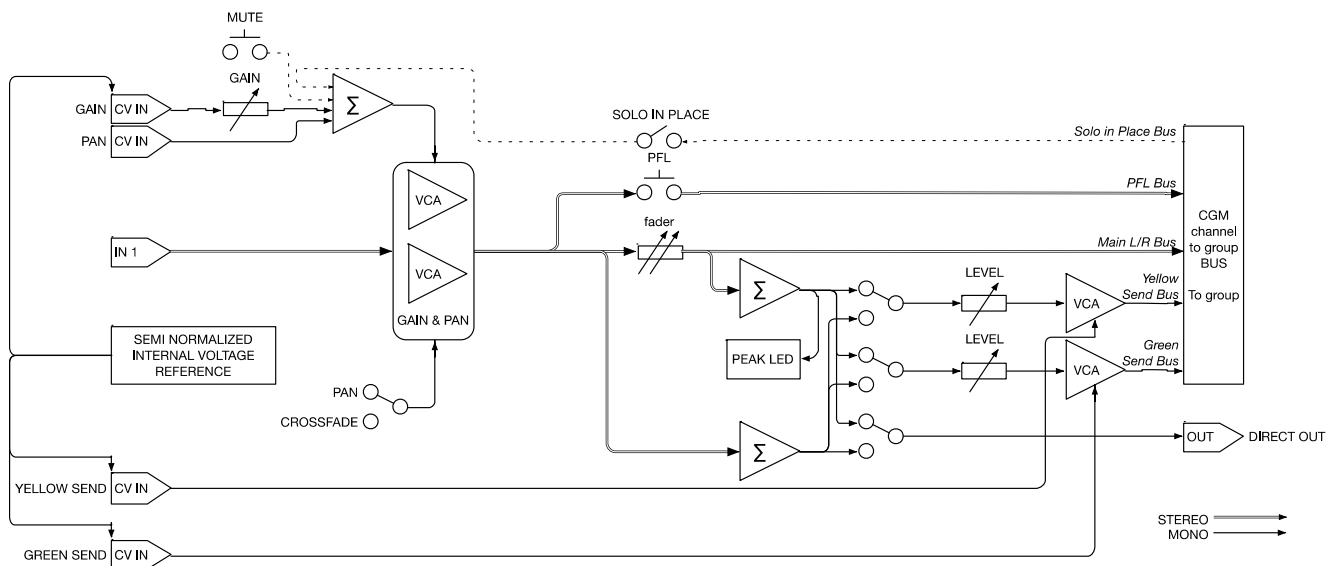 MUTE
GAIN
GAIN
CV IN
Σ
PAN
CV IN
SOLO IN PLACE
Solo in Place Bus
PFL
PFL Bus
VCA
VCA
GAIN & PAN
IN 1
fader
Main L/R Bus
CGM
channel
to group
BUS
To group
Σ
LEVEL
VCA
Yellow
Send Bus
SEMI NORMALIZED
INTERNAL VOLTAGE
REFERENCE
PEAK LED
LEVEL
VCA
Green
Send Bus
PAN
CROSSFADE
Σ
OUT
DIRECT OUT
YELLOW SEND
CV IN
GREEN SEND
CV IN
STEREO
MONO